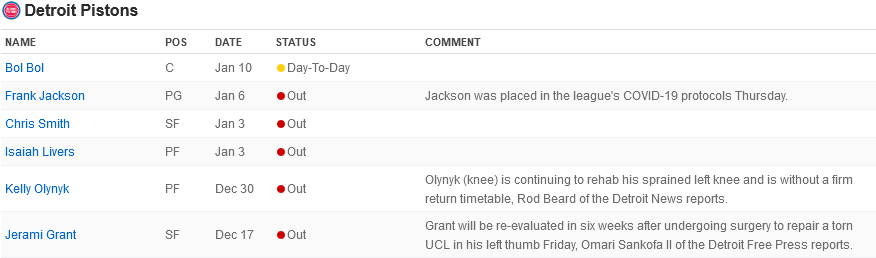 Detroit Pistons
NAME POS DATE STATUS COMMENT
Bol Bol C Jan 10 Day-To-Day
Frank Jackson PG Jan 6 Out Jackson was placed in the league's COVID-19 protocols Thursday.
Chris Smith SF Jan 3 Out
Isaiah Livers PF Jan 3 Out
Kelly Olynyk PF Dec 30 Out Olynyk (knee) is continuing to rehab his sprained left knee and is without a firm
return timetable, Rod Beard of the Detroit News reports.
Jerami Grant SF Dec 17 Out Grant will be re-evaluated in six weeks after undergoing surgery to repair a torn
UCL in his left thumb Friday, Omari Sankofa II of the Detroit Free Press reports.